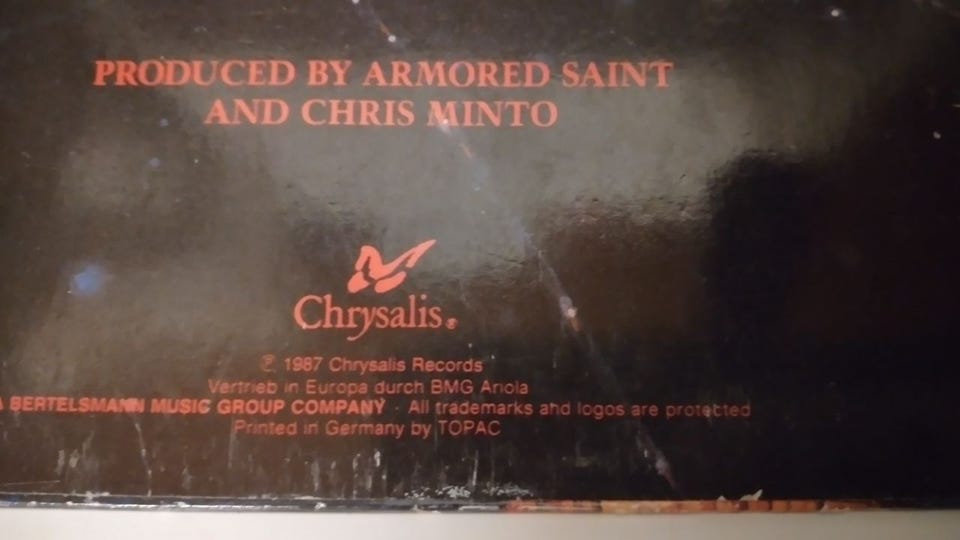 PRODUCED BY ARMORED SAINT
AND CHRIS MINTO
Chrysalis®
℗ 1987 Chrysalis Records
Vertrieb in Europa durch BMG Ariola
A BERTELSMANN MUSIC GROUP COMPANY · All trademarks and logos are protected
Printed in Germany by TOPAC